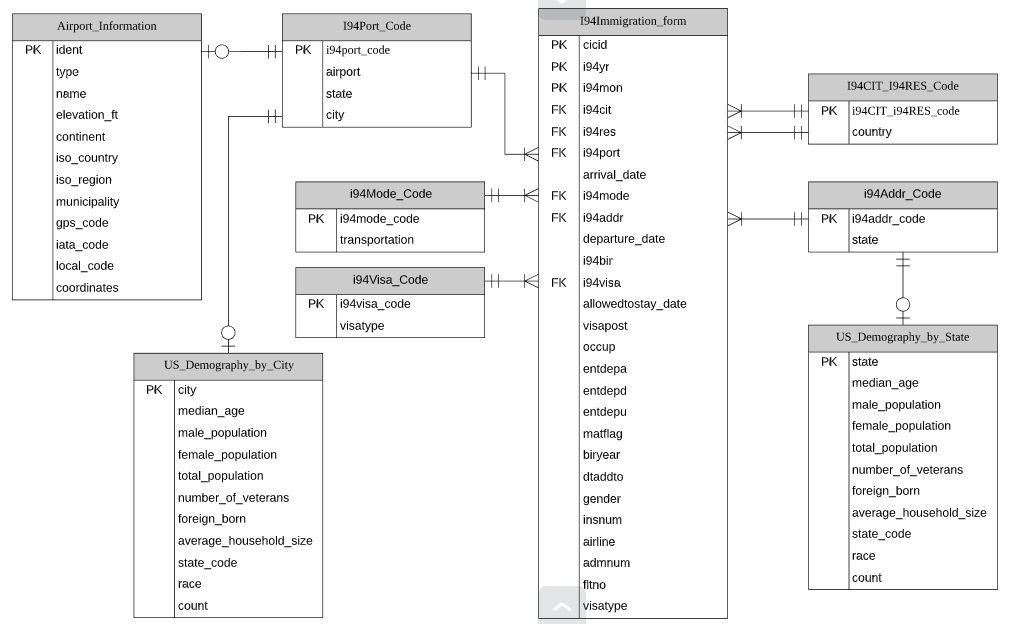 Airport_Information
PK ident
type
name
elevation_ft
continent
iso_country
iso_region
municipality
gps_code
iata_code
local_code
coordinates
I94Port_Code
PK i94port_code
airport
state
city
i94Mode_Code
PK i94mode_code
transportation
i94Visa_Code
PK i94visa_code
visatype
US_Demography_by_City
PK city
median_age
male_population
female_population
total_population
number_of_veterans
foreign_born
average_household_size
state_code
race
count
I94Immigration_form
PK cicid
PK i94yr
PK i94mon
FK i94cit
FK i94res
FK i94port
arrival_date
FK i94mode
FK i94addr
departure_date
i94bir
FK i94visa
allowedtostay_date
visapost
occup
entdepa
entdepd
entdepu
matflag
biryear
dtaddto
gender
insnum
airline
admnum
fltno
visatype
I94CIT_I94RES_Code
PK i94CIT_i94RES_code
country
i94Addr_Code
PK i94addr_code
state
US_Demography_by_State
PK state
median_age
male_population
female_population
total_population
number_of_veterans
foreign_born
average_household_size
state_code
race
count